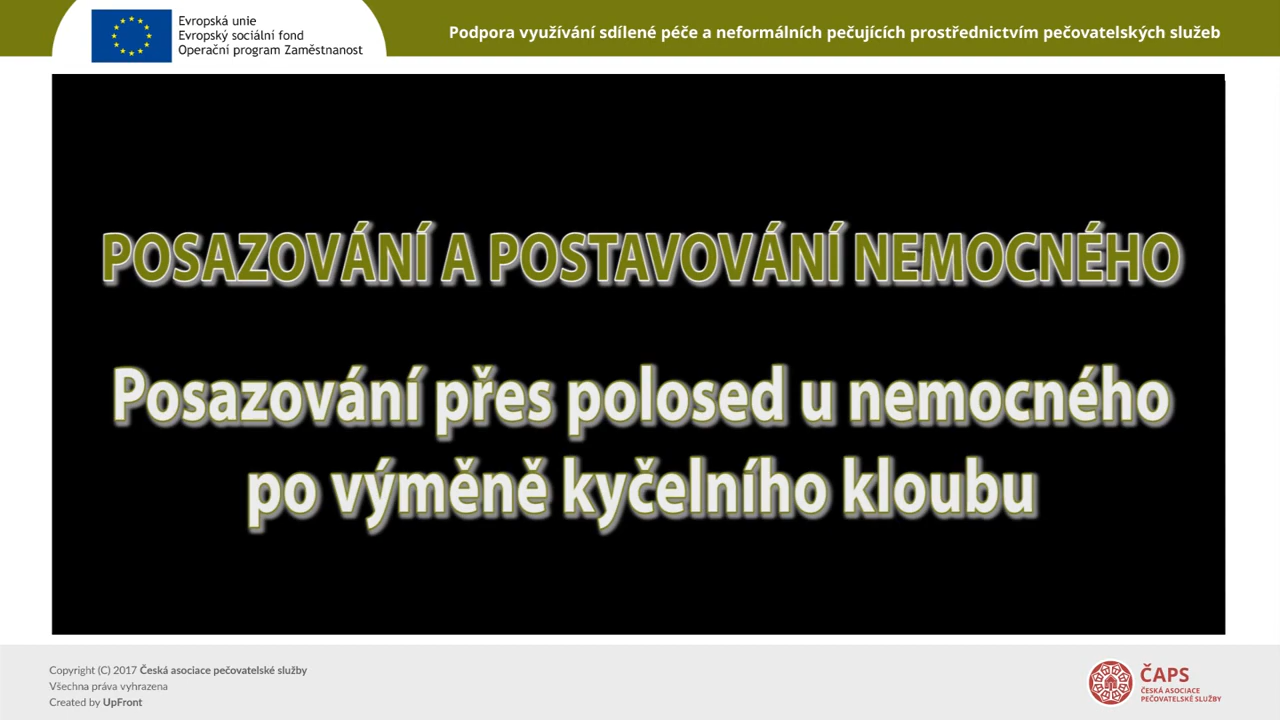 Evropská unie
Evropský sociální fond
Operační program Zaměstnanost
Podpora využívání sdílené péče a neformálních pečujících prostřednictvím pečovatelských služeb
POSAZOVÁNÍ A POSTAVOVÁNÍ NEMOCNÉHO
Posazování přes polosed u nemocného
po výměně kyčelního kloubu
Copyright (C) 2017 Česká asociace pečovatelské služby
Všechna práva vyhrazena
Created by UpFront
ČAPS
ČESKÁ ASOCIACE
PEČOVATELSKÉ SLUŽBY